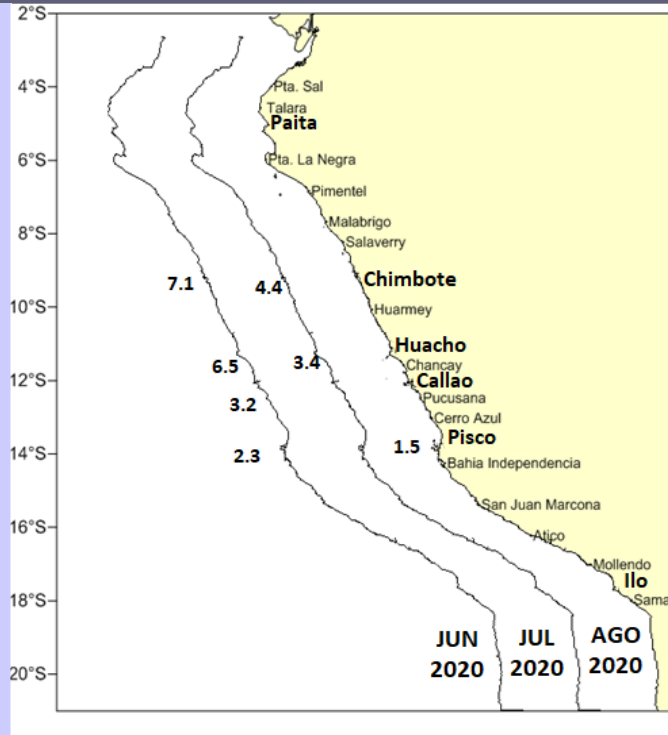 2°S
4°S
Pta. Sal
Talara
Paita
6°S
Pta. La Negra
Pimentel
8°S
Malabrigo
Salaverry
7.1
4.4
Chimbote
10°S
Huarmey
Huacho
6.5
3.4
Chancay
12°S
Callao
3.2
Pucusana
Cerro Azul
14°S
2.3
1.5
Pisco
Bahia Independencia
San Juan Marcona
16°S
Atico
Mollendo
Ilo
18°S
Sama
JUN
2020
JUL
2020
AGO
2020
20°S